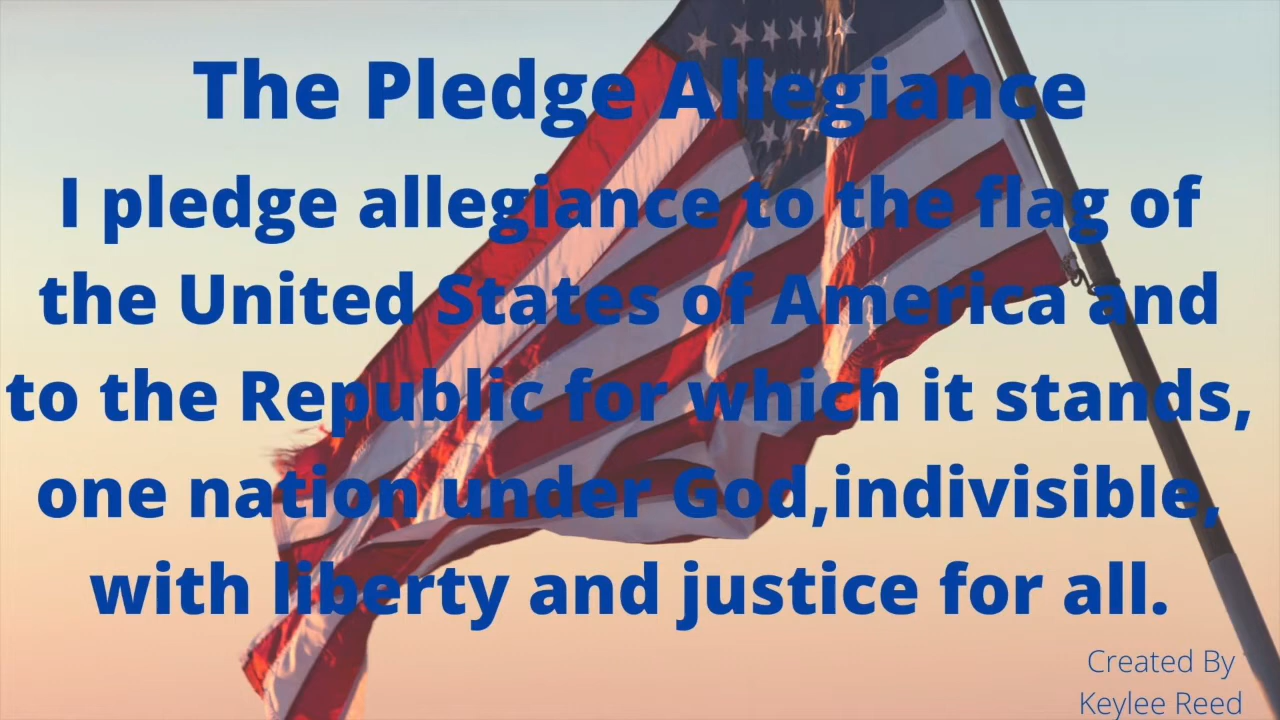 The Pledge Allegiance
I pledge allegiance to the flag of
the United States of America and
to the Republic for which it stands,
one nation under God,indivisible,
with liberty and justice for all.
Created By
Keylee Reed